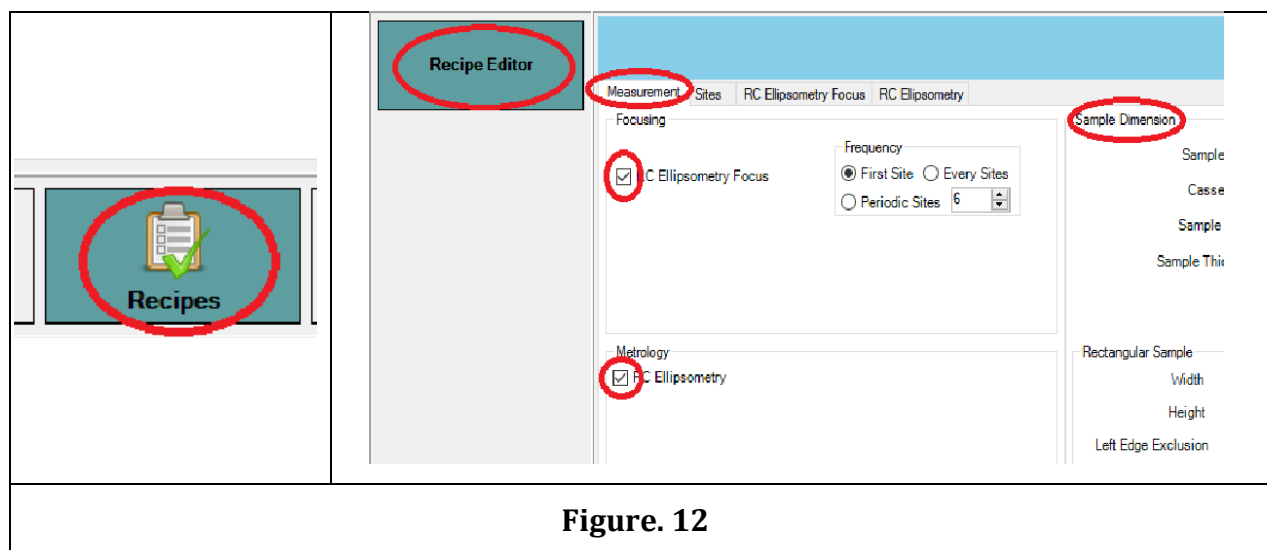 Recipes
Recipe Editor
Measurement Sites RC Ellipsometry Focus RC Ellipsometry
Focusing
RC Ellipsometry Focus
Frequency
First Site Every Sites
Periodic Sites 6
Sample Dimension
Sample
Casse
Sample
Sample Thi
Metrology
RC Ellipsometry
Rectangular Sample
Width
Height
Left Edge Exclusion
Figure. 12